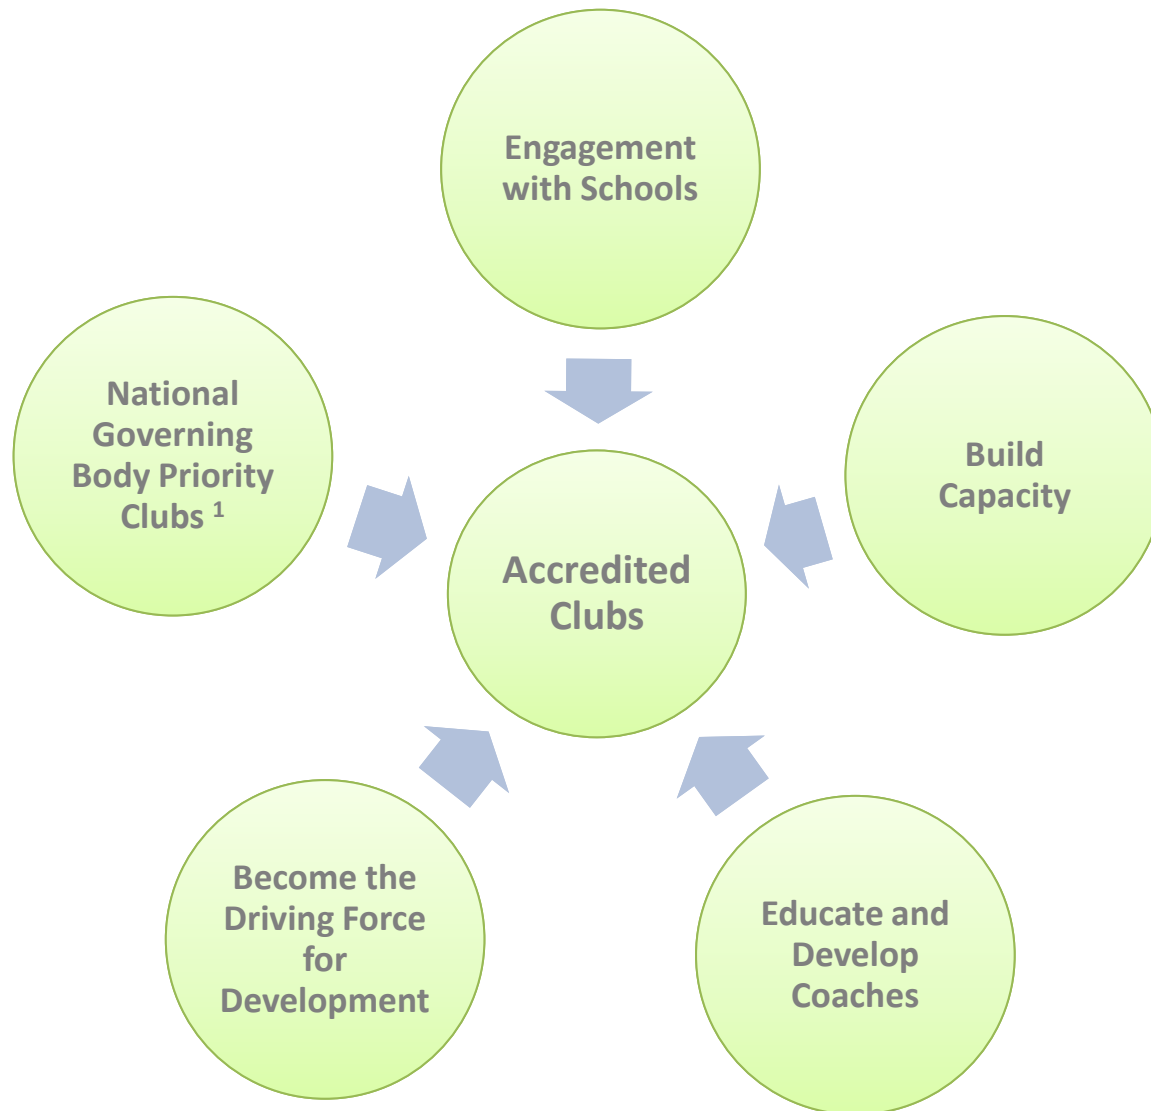 Engagement
with Schools
National
Governing
Body Priority
Clubs ¹
Build
Capacity
Accredited
Clubs
Become the
Driving Force
for
Development
Educate and
Develop
Coaches